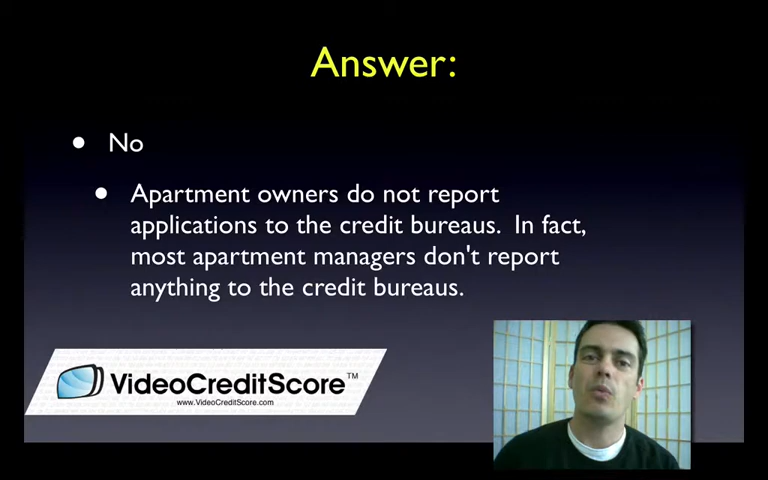 Answer:
• No
• Apartment owners do not report
applications to the credit bureaus.  In fact,
most apartment managers don't report
anything to the credit bureaus.
VideoCreditScore™
www.VideoCreditScore.com